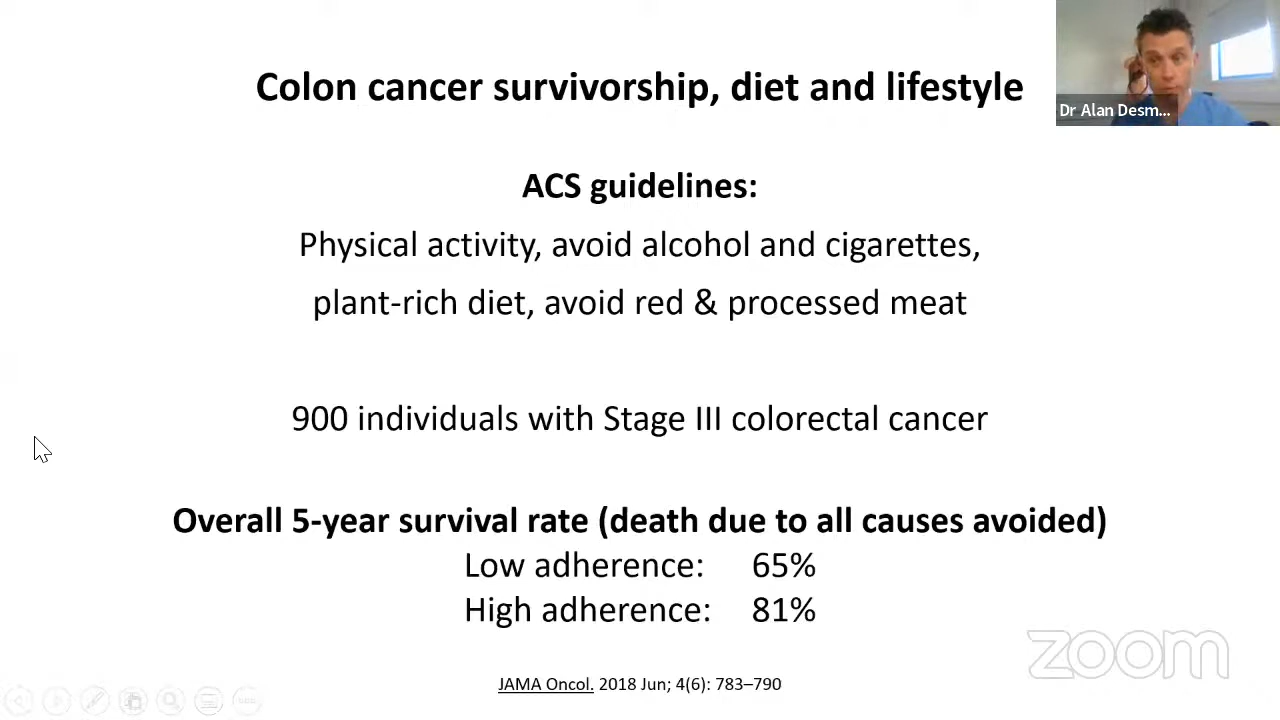 Colon cancer survivorship, diet and lifestyle
Dr Alan Desm...
ACS guidelines:
Physical activity, avoid alcohol and cigarettes,
plant-rich diet, avoid red & processed meat
900 individuals with Stage III colorectal cancer
Overall 5-year survival rate (death due to all causes avoided)
Low adherence: 65%
High adherence: 81%
zoom
JAMA Oncol. 2018 Jun; 4(6): 783–790